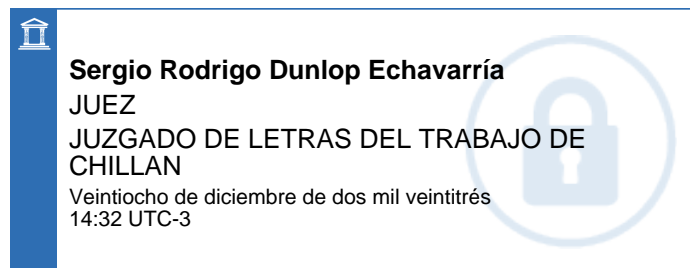 Sergio Rodrigo Dunlop Echavarría
JUEZ
JUZGADO DE LETRAS DEL TRABAJO DE
CHILLAN
Veintiocho de diciembre de dos mil veintitrés
14:32 UTC-3